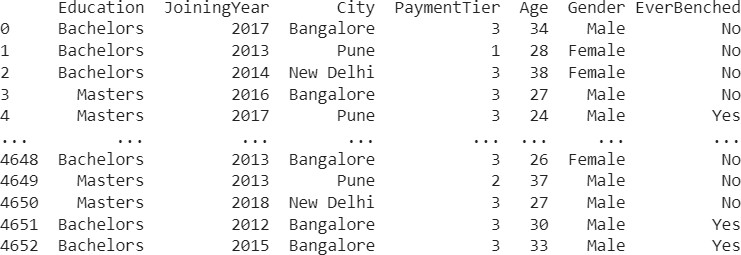 Education JoiningYear City PaymentTier Age Gender EverBenched
0 Bachelors 2017 Bangalore 3 34 Male No
1 Bachelors 2013 Pune 1 28 Female No
2 Bachelors 2014 New Delhi 3 38 Female No
3 Masters 2016 Bangalore 3 27 Male No
4 Masters 2017 Pune 3 24 Male Yes
... ... ... ... ... ... ... ...
4648 Bachelors 2013 Bangalore 3 26 Female No
4649 Masters 2013 Pune 2 37 Male No
4650 Masters 2018 New Delhi 3 27 Male No
4651 Bachelors 2012 Bangalore 3 30 Male Yes
4652 Bachelors 2015 Bangalore 3 33 Male Yes